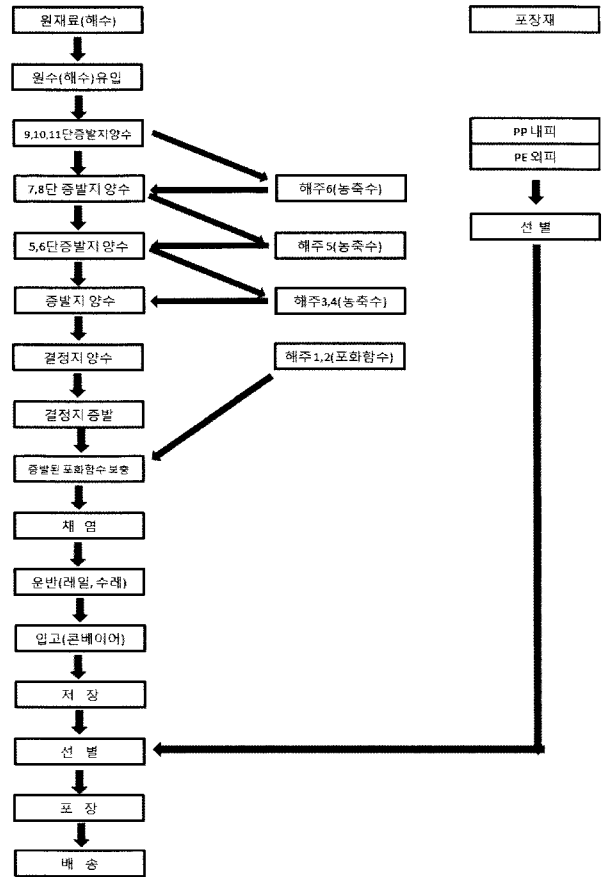 원재료(해수)
원수(해수)유입
9,10,11단증발지양수
7,8단 증발지 양수
5,6단증발지 양수
증발지 양수
결정지 양수
결정지 증발
증발된 포화함수 보충
채 염
운반(레일, 수레)
입고(콘베이어)
저 장
선 별
포 장
배 송
해주6(농축수)
해주5(농축수)
해주3,4(농축수)
해주1,2(포화함수)
포장재
PP 내피
PE 외피
선 별